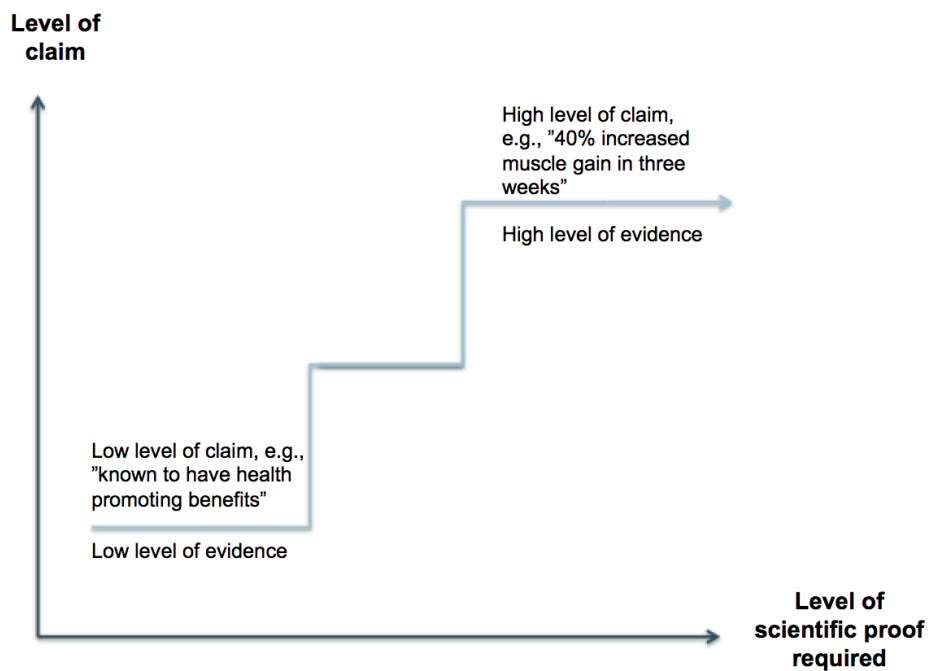 Level of
claim
High level of claim,
e.g., ”40% increased
muscle gain in three
weeks”
High level of evidence
Low level of claim, e.g.,
”known to have health
promoting benefits”
Low level of evidence
Level of
scientific proof
required